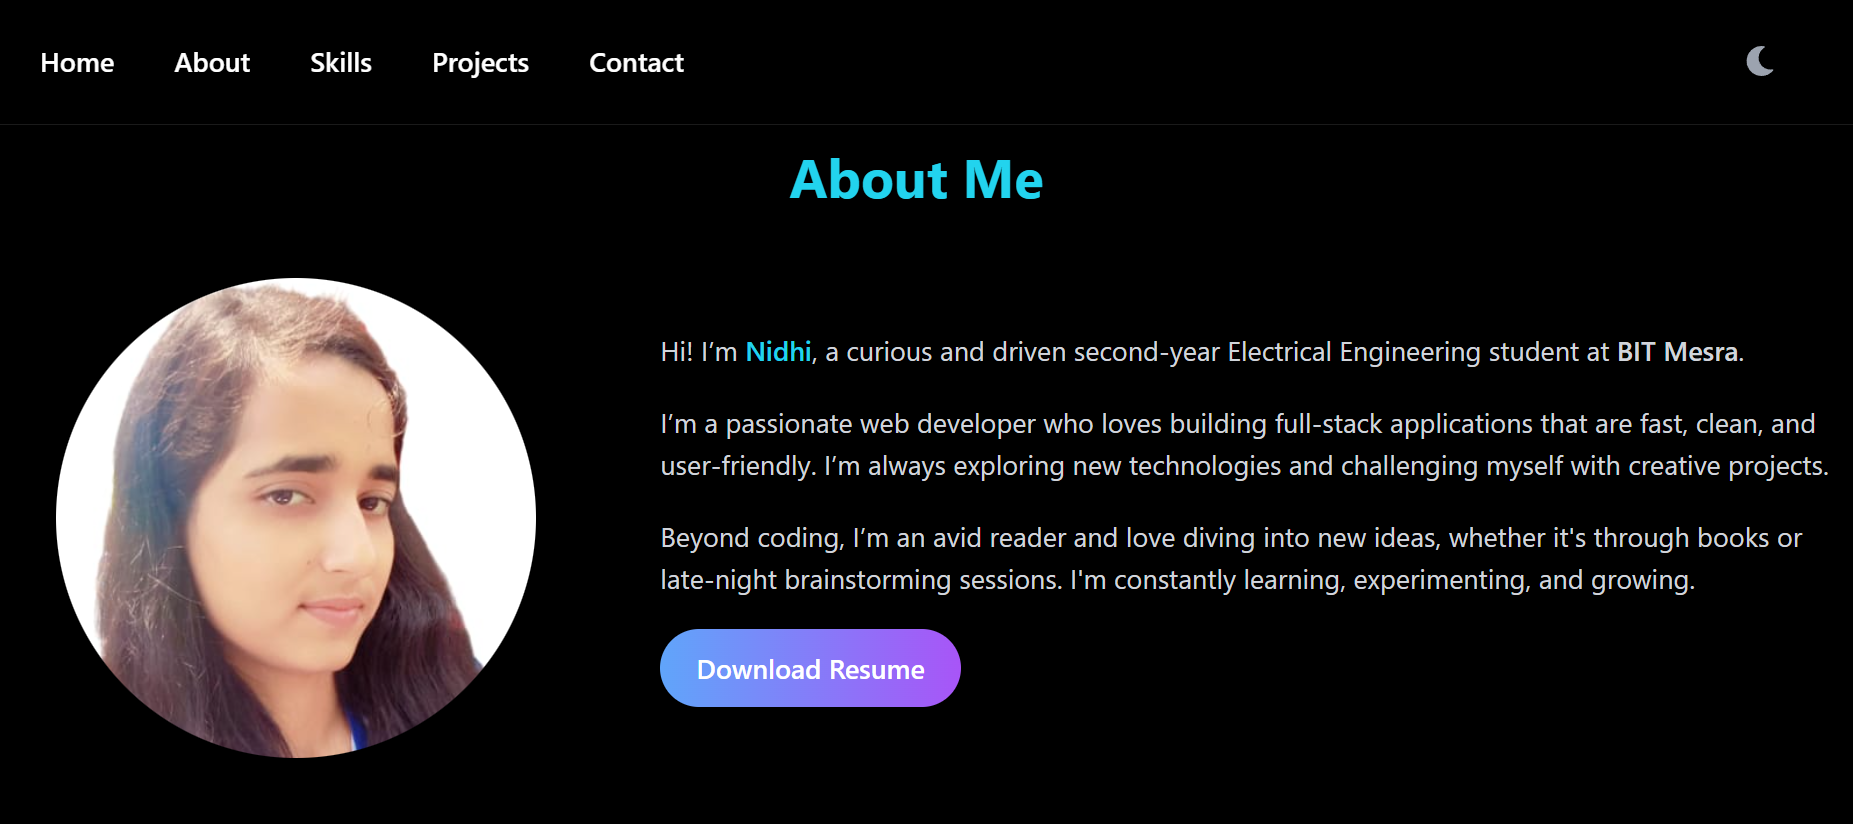 Home About Skills Projects Contact
About Me
Hi! I’m Nidhi, a curious and driven second-year Electrical Engineering student at BIT Mesra.
I’m a passionate web developer who loves building full-stack applications that are fast, clean, and
user-friendly. I’m always exploring new technologies and challenging myself with creative projects.
Beyond coding, I’m an avid reader and love diving into new ideas, whether it's through books or
late-night brainstorming sessions. I'm constantly learning, experimenting, and growing.
Download Resume